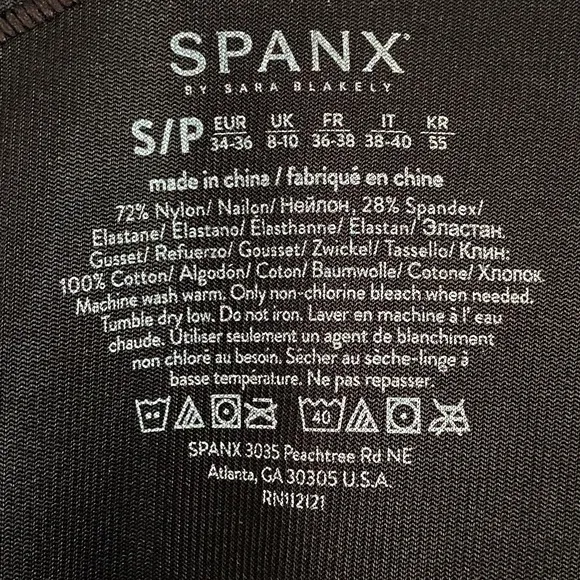 SPANX®
BY SARA BLAKELY
S/P EUR 34-36 UK 8-10 FR 36-38 IT 38-40 KR 55
made in china / fabriqué en chine
72% Nylon/ Nailon/ Нейлон, 28% Spandex/
Elastane/ Elastano/ Élasthanne/ Elastan/ Эластан.
Gusset/ Refuerzo/ Gousset/ Zwickel/ Tassello/ Клин:
100% Cotton/ Algodón/ Coton/ Baumwolle/ Cotone/ Хлопок.
Machine wash warm. Only non-chlorine bleach when needed.
Tumble dry low. Do not iron. Laver en machine à l'eau
chaude. Utiliser seulement un agent de blanchiment
non chloré au besoin. Sécher au sèche-linge à
basse température. Ne pas repasser.
40
SPANX 3035 Peachtree Rd NE
Atlanta, GA 30305 U.S.A.
RN112121